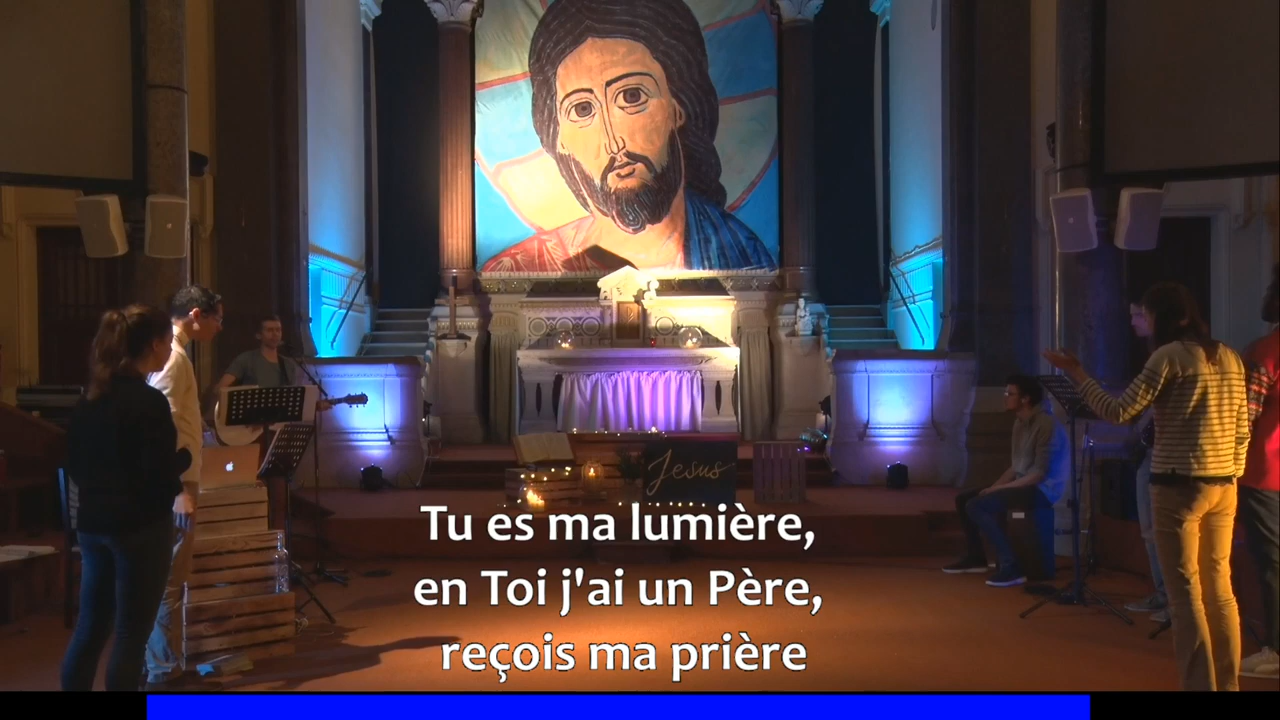 Jesus
Tu es ma lumière,
en Toi j'ai un Père,
reçois ma prière